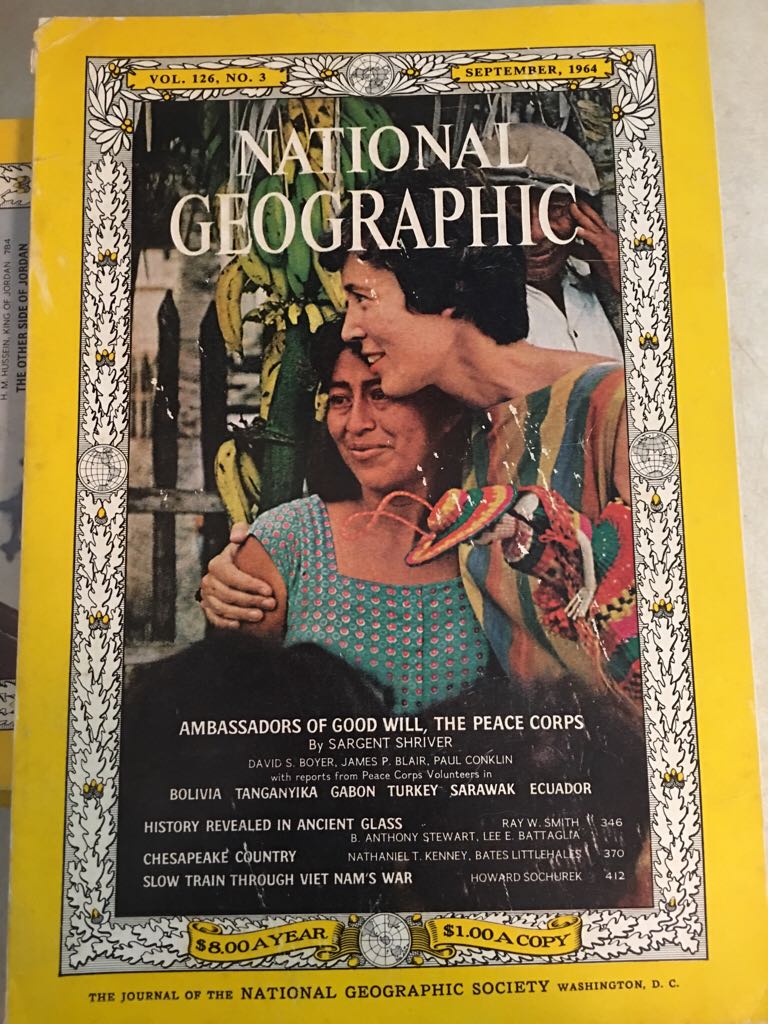 VOL. 126, NO. 3
SEPTEMBER, 1964
NATIONAL
GEOGRAPHIC
AMBASSADORS OF GOOD WILL, THE PEACE CORPS
By SARGENT SHRIVER
DAVID S. BOYER, JAMES P. BLAIR, PAUL CONKLIN
with reports from Peace Corps Volunteers in
BOLIVIA TANGANYIKA GABON TURKEY SARAWAK ECUADOR
HISTORY REVEALED IN ANCIENT GLASS RAY W. SMITH 346
B. ANTHONY STEWART, LEE E. BATTAGLIA
CHESAPEAKE COUNTRY NATHANIEL T. KENNEY, BATES LITTLEHALES 370
SLOW TRAIN THROUGH VIET NAM'S WAR HOWARD SOCHUREK 412
$8.00 A YEAR
$1.00 A COPY
THE JOURNAL OF THE NATIONAL GEOGRAPHIC SOCIETY WASHINGTON, D. C.
H. M. HUSSEIN, KING OF JORDAN 784
THE OTHER SIDE OF JORDAN